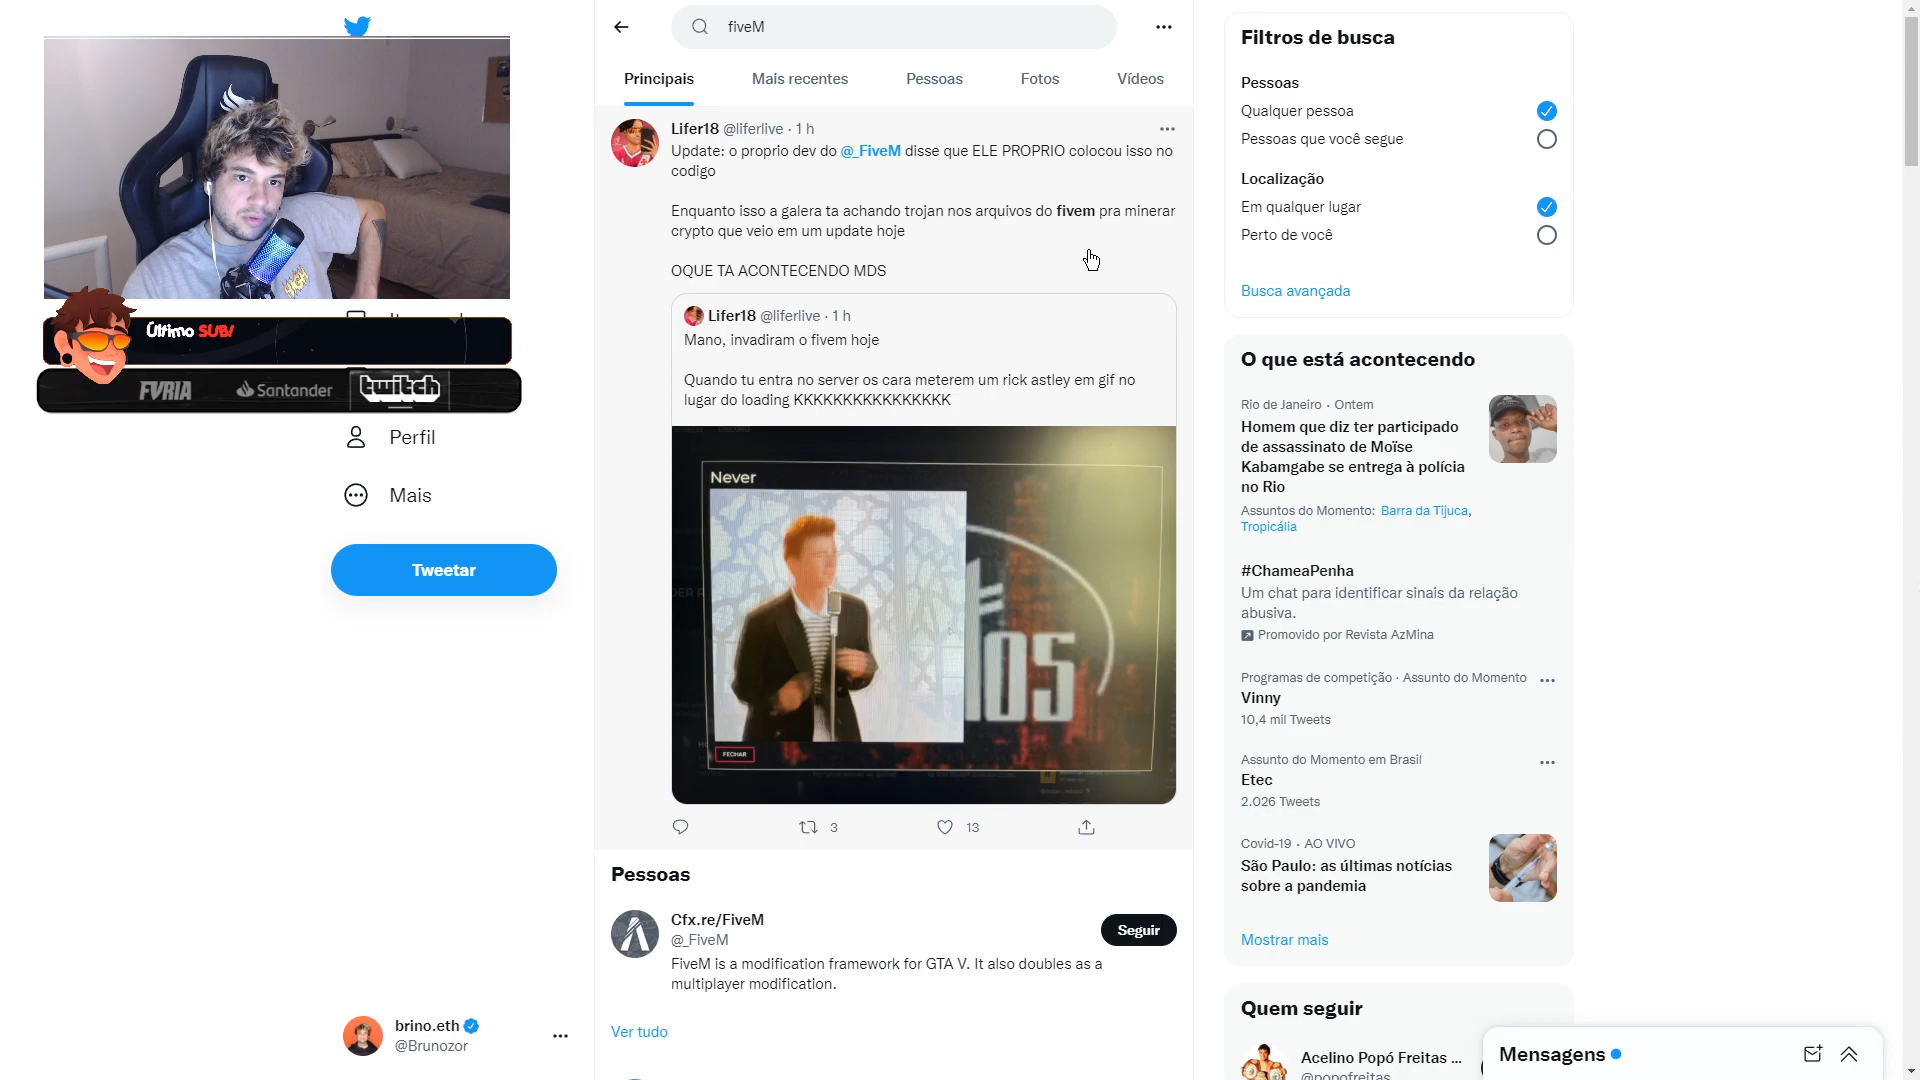 fiveM
Principais
Mais recentes
Pessoas
Fotos
Vídeos
Último SUB!
FVRIA
Santander
twitch
Perfil
Mais
Tweetar
brino.eth
@Brunozor
Lifer18 @liferlive · 1 h
Update: o proprio dev do @_FiveM disse que ELE PROPRIO colocou isso no
codigo
Enquanto isso a galera ta achando trojan nos arquivos do fivem pra minerar
crypto que veio em um update hoje
OQUE TA ACONTECENDO MDS
Lifer18 @liferlive · 1 h
Mano, invadiram o fivem hoje
Quando tu entra no server os cara meterem um rick astley em gif no
lugar do loading KKKKKKKKKKKKKKKK
Never
FECHAR
3
13
Pessoas
Cfx.re/FiveM
@_FiveM
Seguir
FiveM is a modification framework for GTA V. It also doubles as a
multiplayer modification.
Ver tudo
Filtros de busca
Pessoas
Qualquer pessoa
Pessoas que você segue
Localização
Em qualquer lugar
Perto de você
Busca avançada
O que está acontecendo
Rio de Janeiro · Ontem
Homem que diz ter participado
de assassinato de Moïse
Kabamgabe se entrega à polícia
no Rio
Assuntos do Momento: Barra da Tijuca,
Tropicália
#ChameaPenha
Um chat para identificar sinais da relação
abusiva.
Promovido por Revista AzMina
Programas de competição · Assunto do Momento
Vinny
10,4 mil Tweets
Assunto do Momento em Brasil
Etec
2.026 Tweets
Covid-19 · AO VIVO
São Paulo: as últimas notícias
sobre a pandemia
Mostrar mais
Quem seguir
Acelino Popó Freitas ...
@popofreitas
Mensagens